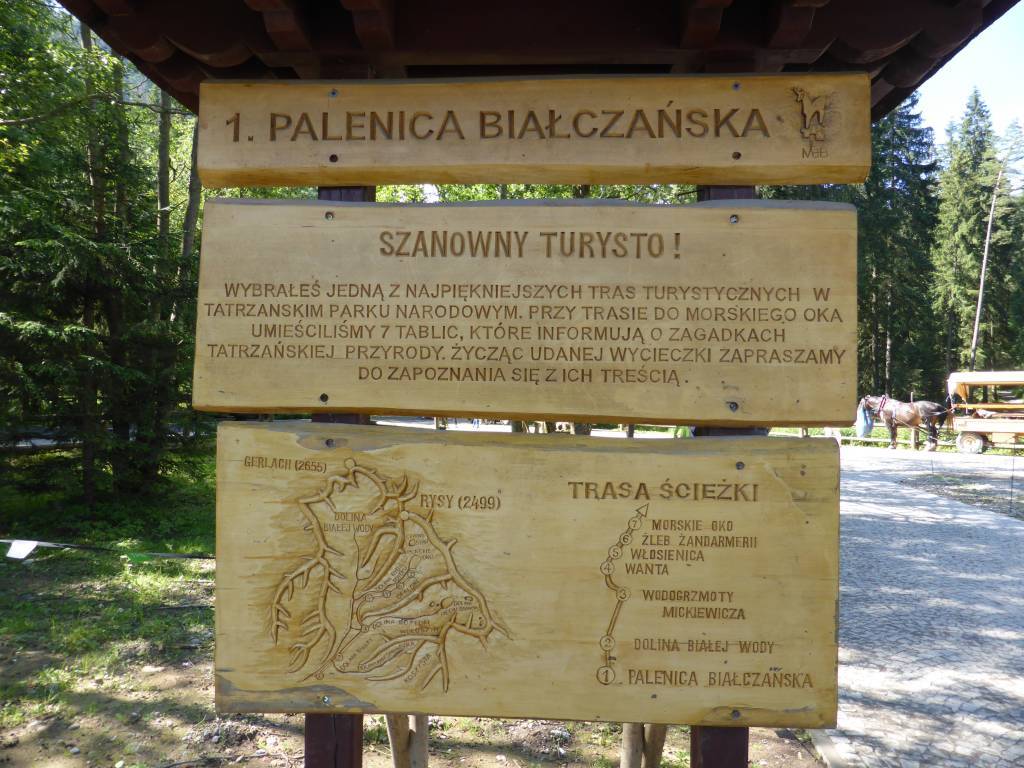 1. PALENICA BIAŁCZAŃSKA
SZANOWNY TURYSTO !
WYBRAŁEŚ JEDNĄ Z NAJPIĘKNIEJSZYCH TRAS TURYSTYCZNYCH W
TATRZAŃSKIM PARKU NARODOWYM. PRZY TRASIE DO MORSKIEGO OKA
UMIEŚCILIŚMY 7 TABLIC, KTÓRE INFORMUJĄ O ZAGADKACH
TATRZAŃSKIEJ PRZYRODY. ŻYCZĄC UDANEJ WYCIECZKI ZAPRASZAMY
DO ZAPOZNANIA SIĘ Z ICH TREŚCIĄ.
GERLACH (2655)
RYSY (2499)
DOLINA
BIAŁEJ WODY
TRASA ŚCIEŻKI
MORSKIE OKO
ŻLEB ŻANDARMERII
WŁOSIENICA
WANTA
WODOGRZMOTY
MICKIEWICZA
DOLINA BIAŁEJ WODY
PALENICA BIAŁCZAŃSKA
6
5
4
3
2
1